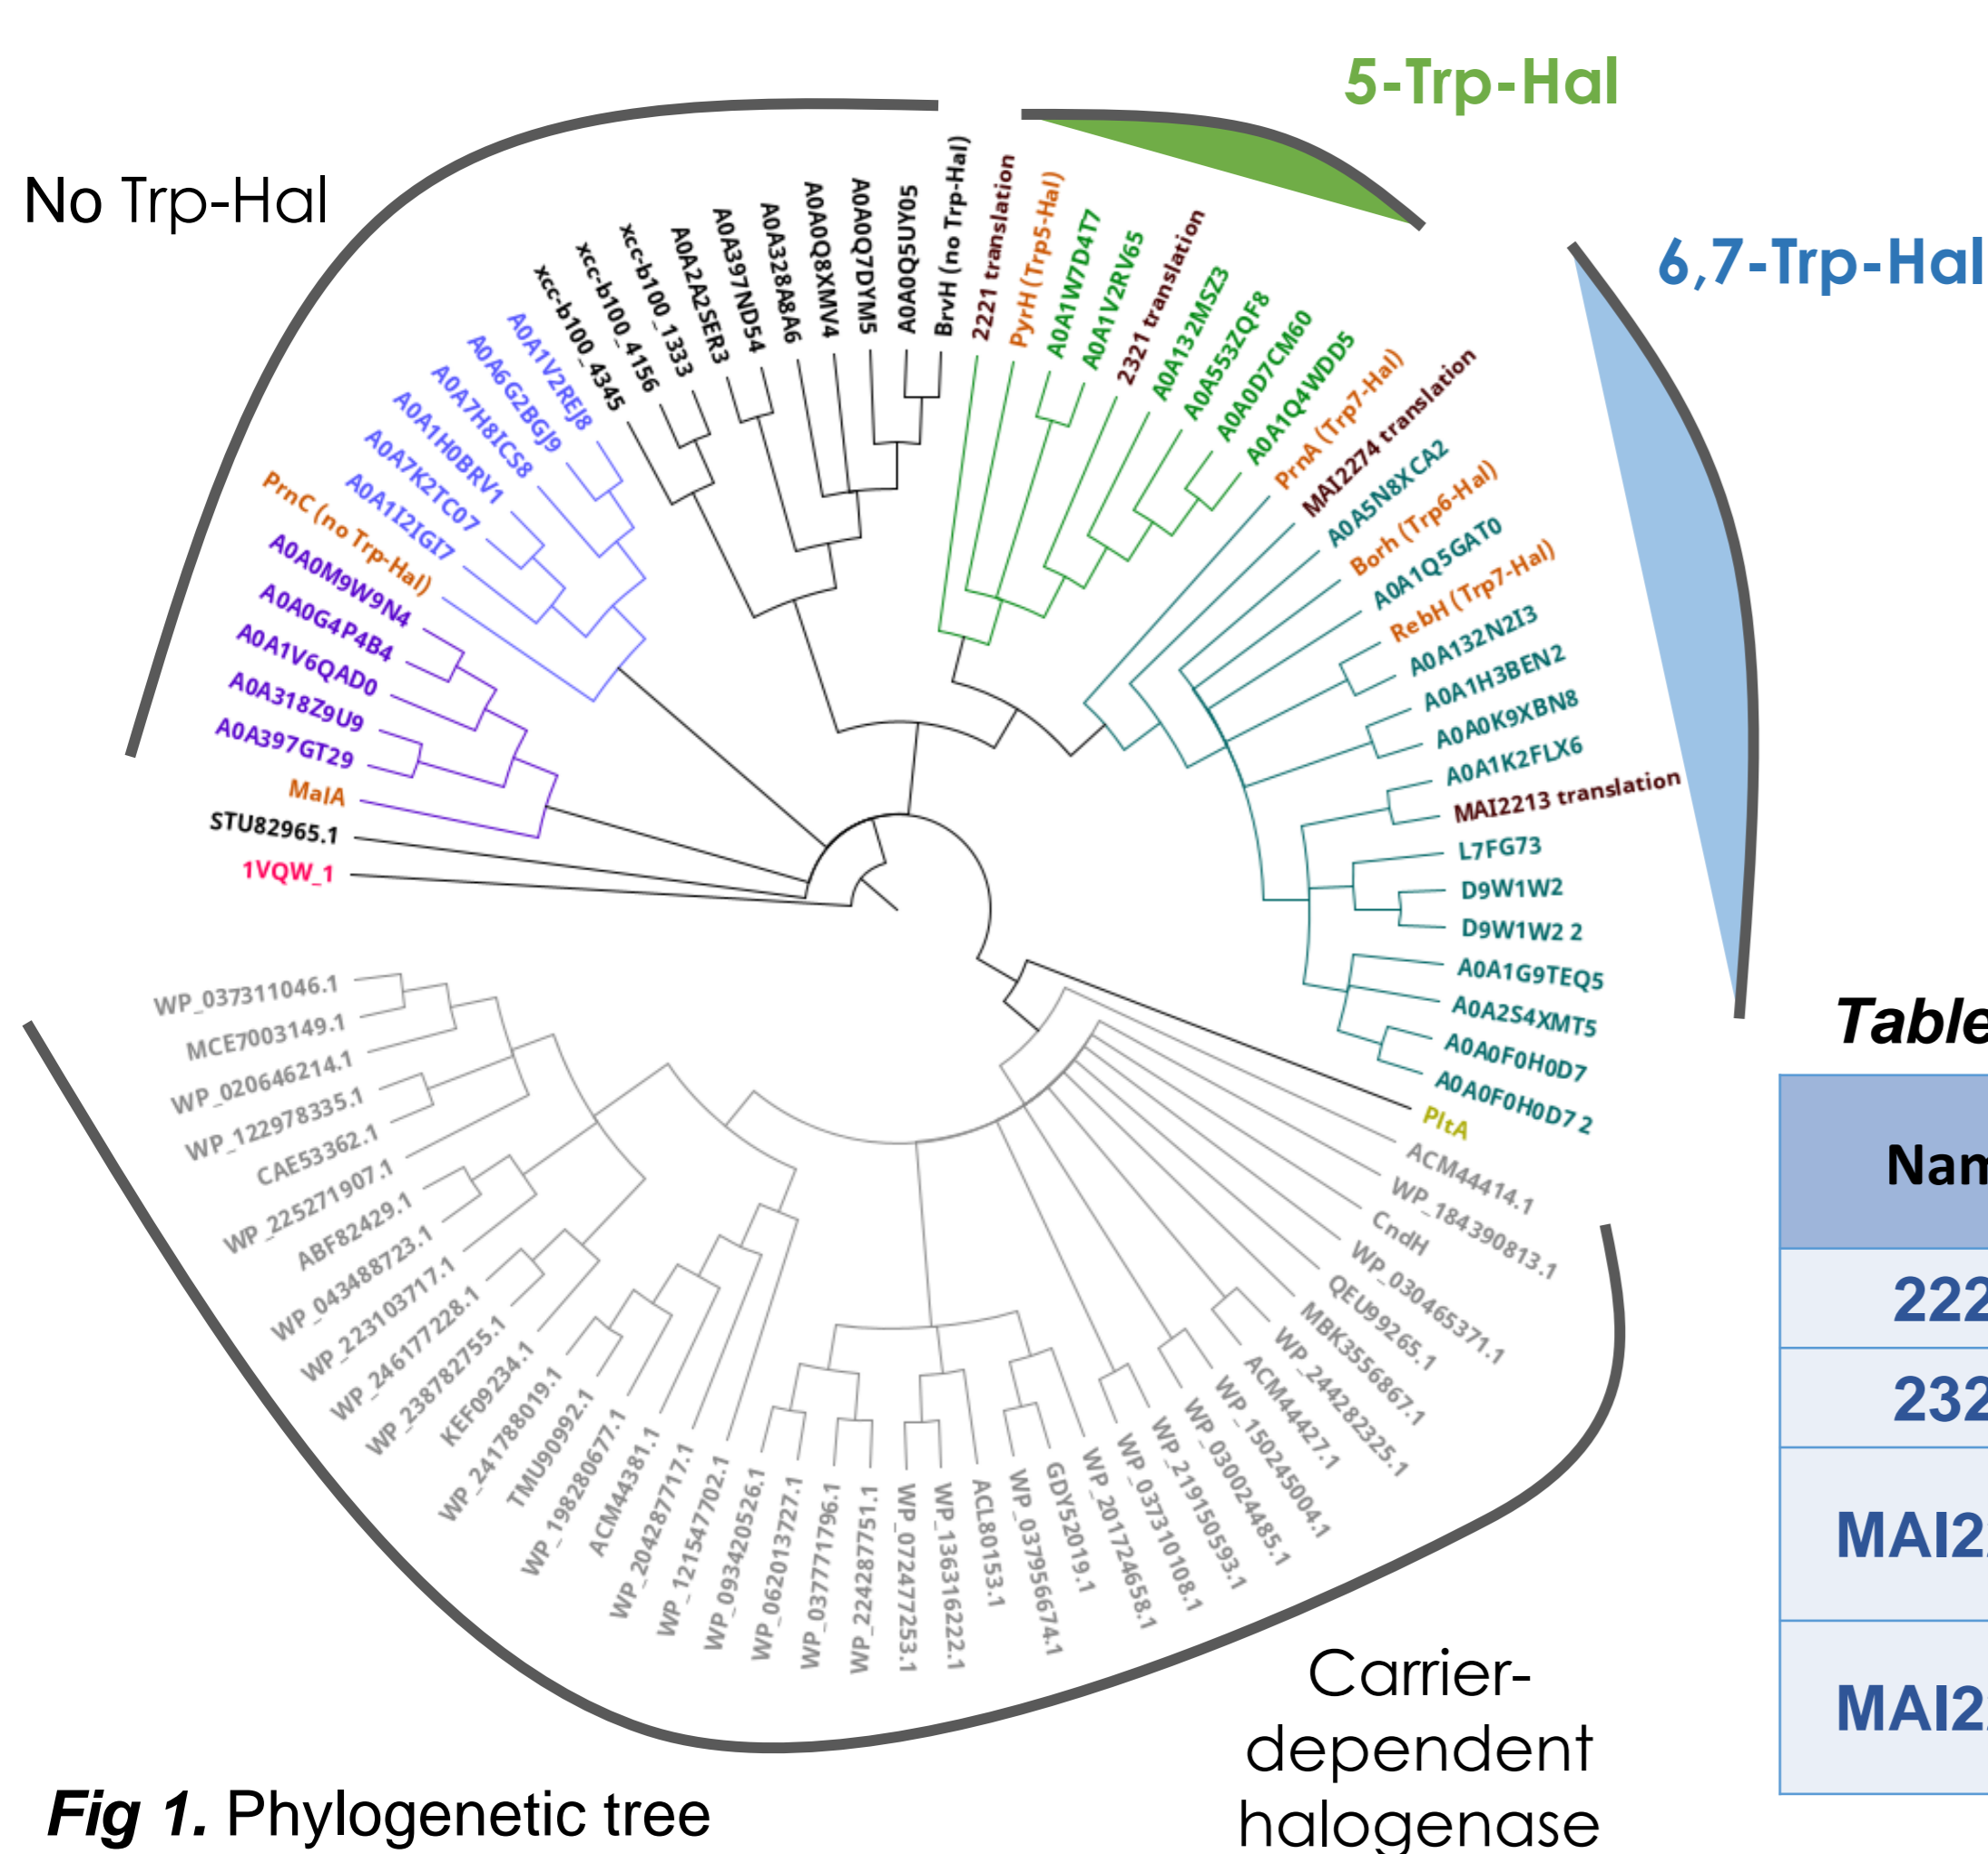 5-Trp-Hal
No Trp-Hal
6,7-Trp-Hal
xcc-b100_4345
xcc-b100_4156
xcc-b100_1333
A0A2A2SER3
A0A397ND54
A0A328A8A6
A0A0Q8XMV4
A0A0Q7DYM5
A0A0Q5UY05
BrvH (no Trp-Hal)
2221 translation
PyrH (Trp5-Hal)
A0A1W7D4T7
A0A1V2RV65
2321 translation
A0A132MSZ3
A0A553ZQF8
A0A0D7CM60
A0A1Q4WDD5
PrnA (Trp7-Hal)
MAI2274 translation
A0A5N8XCA2
Borh (Trp6-Hal)
A0A1Q5GAT0
RebH (Trp7-Hal)
A0A132N2I3
A0A1H3BEN2
A0A0K9XBN8
A0A1K2FLX6
MAI2213 translation
L7FG73
D9W1W2
D9W1W2 2
A0A1G9TEQ5
A0A2S4XMT5
A0A0F0H0D7
A0A0F0H0D7 2
PltA
ACM44414.1
WP_184390813.1
CndH
WP_030465371.1
QEU99265.1
MBK3556867.1
WP_244282325.1
ACM44427.1
WP_150245004.1
WP_030024485.1
WP_219150593.1
WP_037310108.1
WP_201724658.1
GDY52019.1
WP_037956674.1
ACL80153.1
WP_136316222.1
WP_072477253.1
WP_224287751.1
WP_037771796.1
WP_062013727.1
WP_093420526.1
WP_121547702.1
WP_204287717.1
ACM44381.1
WP_198280677.1
TMU90992.1
WP_241788019.1
KEF09234.1
WP_238782755.1
WP_246177228.1
WP_223103717.1
WP_043488723.1
ABF82429.1
WP_225271907.1
CAE53362.1
WP_122978335.1
WP_020646214.1
MCE7003149.1
WP_037311046.1
1VQW_1
STU82965.1
MalA
A0A397GT29
A0A318Z9U9
A0A1V6QAD0
A0A0G4P4B4
A0A0M9W9N4
PrnC (no Trp-Hal)
A0A1I2IGI7
A0A7K2TC07
A0A1H0BRV1
A0A7H8ICS8
A0A6G2BGJ9
A0A1V2REJ8
Table
Nam
222
232
MAI2
MAI2
Carrier-
dependent
halogenase
Fig 1. Phylogenetic tree